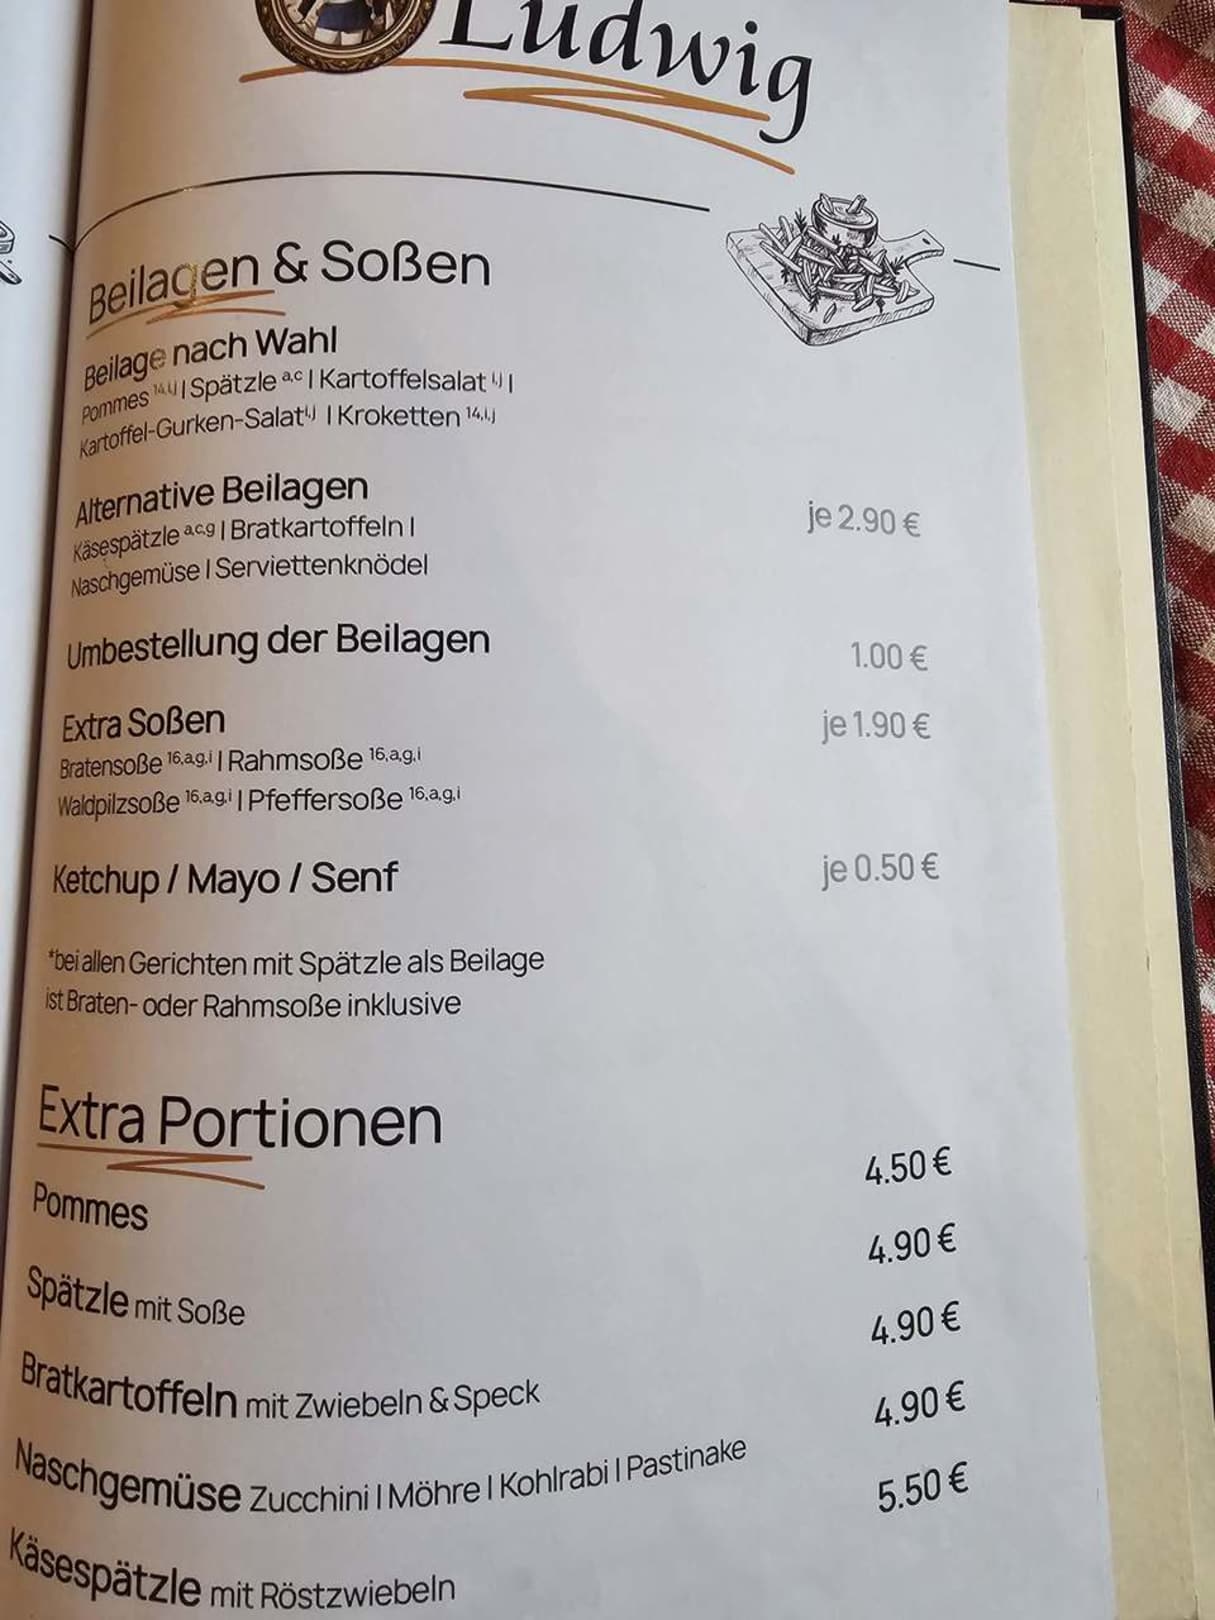 Ludwig
Beilagen & Soßen
Beilage nach Wahl
Pommes 14,i,j | Spätzle a,c | Kartoffelsalat i,j |
Kartoffel-Gurken-Salat i,j | Kroketten 14,i,j
Alternative Beilagen
je 2.90 €
Käsespätzle a,c,g | Bratkartoffeln |
Naschgemüse | Serviettenknödel
Umbestellung der Beilagen 1.00 €
Extra Soßen je 1.90 €
Bratensoße 16,a,g,i | Rahmsoße 16,a,g,i
Waldpilzsoße 16,a,g,i | Pfeffersoße 16,a,g,i
Ketchup / Mayo / Senf je 0.50 €
*bei allen Gerichten mit Spätzle als Beilage
ist Braten- oder Rahmsoße inklusive
Extra Portionen
Pommes 4.50 €
Spätzle mit Soße 4.90 €
Bratkartoffeln mit Zwiebeln & Speck 4.90 €
Naschgemüse Zucchini | Möhre | Kohlrabi | Pastinake 4.90 €
Käsespätzle mit Röstzwiebeln 5.50 €